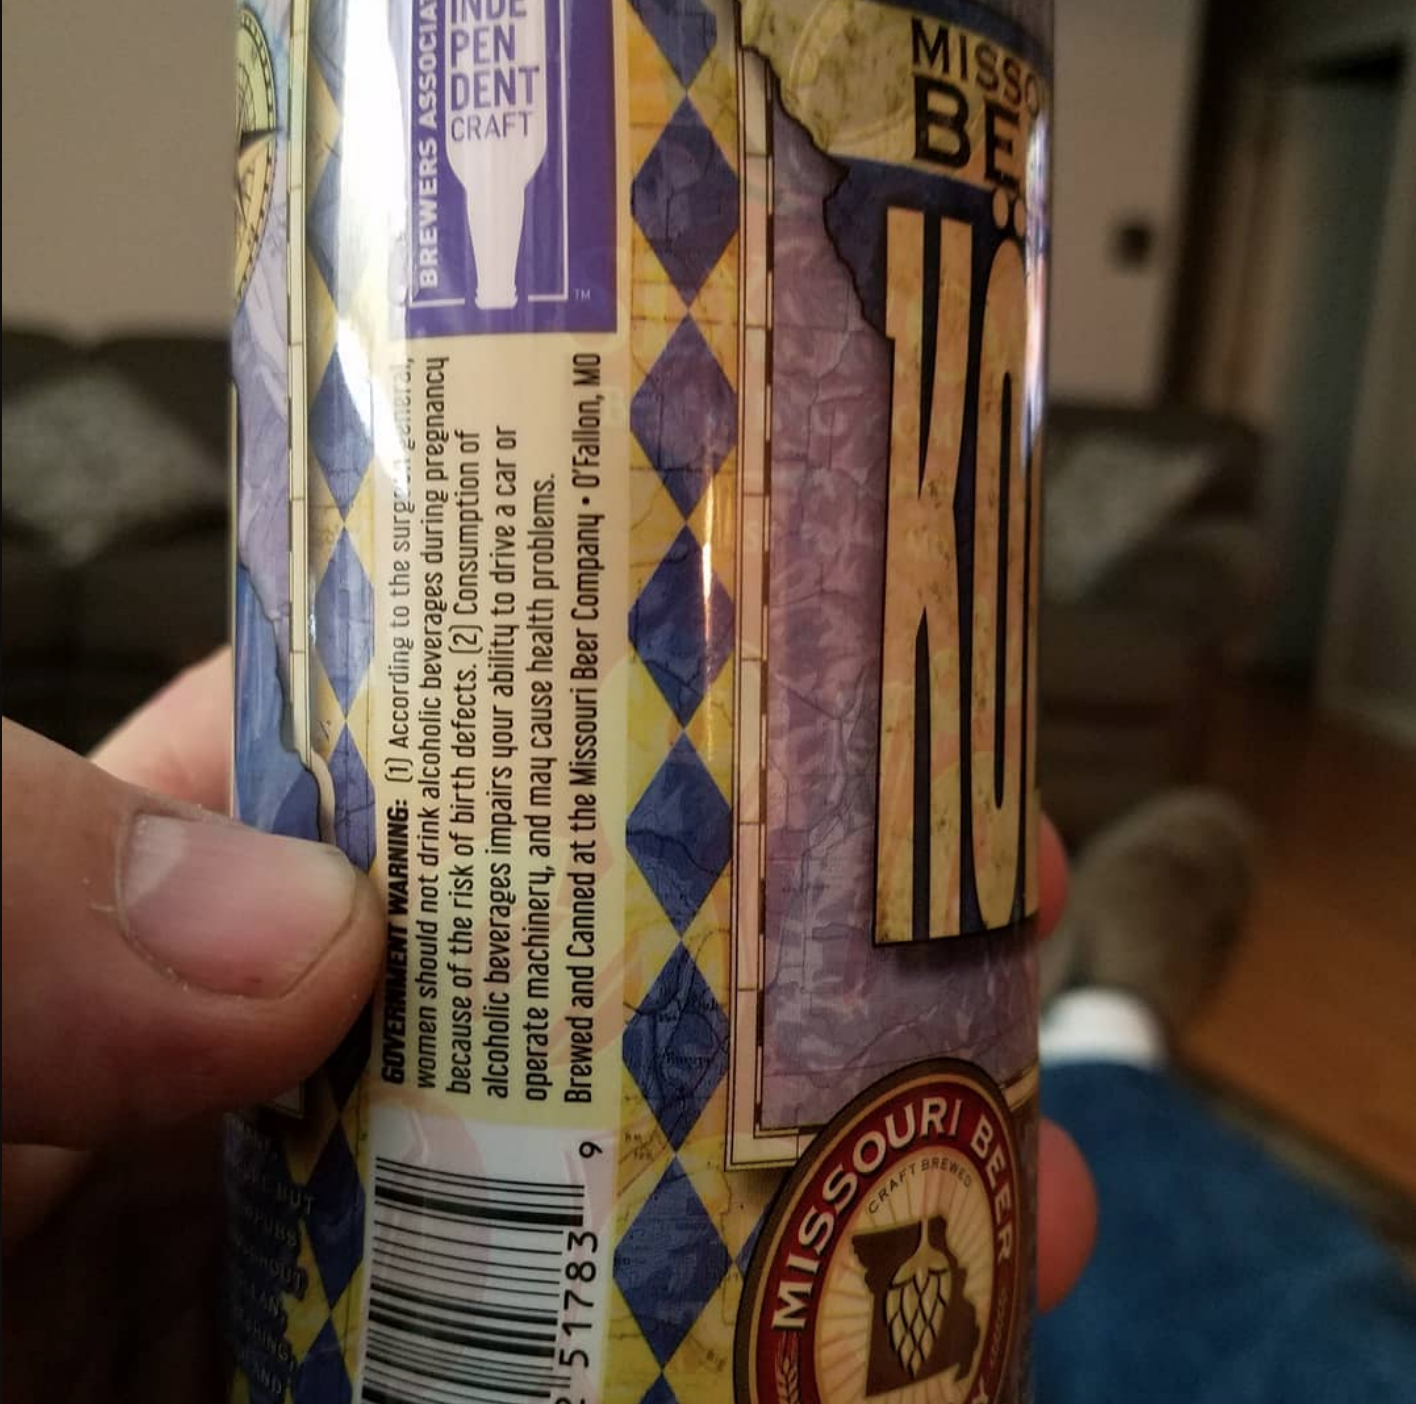 BREWERS ASSOCIA
INDE
PEN
DENT
CRAFT
TM
GOVERNMENT WARNING: (1) According to the surgeon general,
women should not drink alcoholic beverages during pregnancy
because of the risk of birth defects. (2) Consumption of
alcoholic beverages impairs your ability to drive a car or
operate machinery, and may cause health problems.
Brewed and Canned at the Missouri Beer Company • O'Fallon, MO
51783 9
MISSO
BE
KÖ
MISSOURI BEER
CRAFT BREWED
BUT